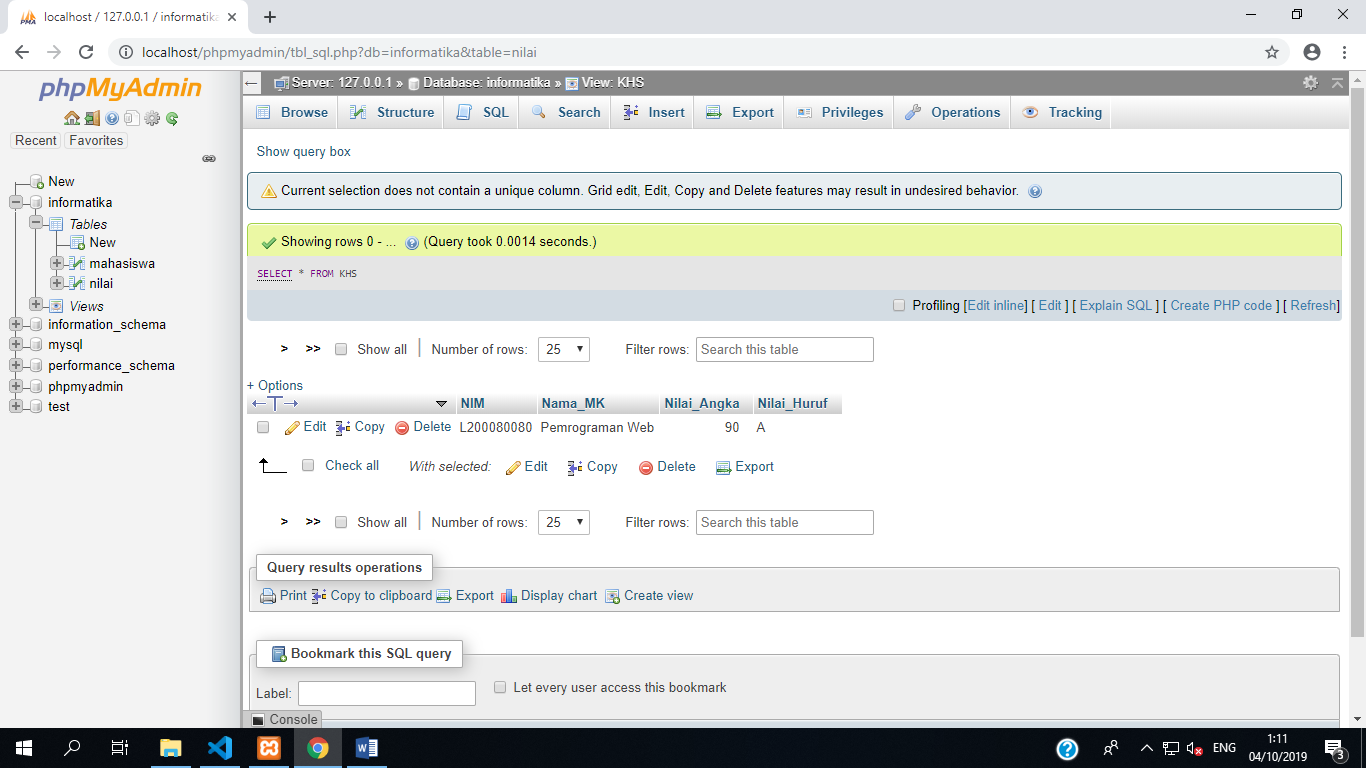 localhost / 127.0.0.1 / informatika
localhost/phpmyadmin/tbl_sql.php?db=informatika&table=nilai
phpMyAdmin
Recent Favorites
New
informatika
Tables
New
mahasiswa
nilai
Views
information_schema
mysql
performance_schema
phpmyadmin
test
Server: 127.0.0.1 » Database: informatika » View: KHS
Browse Structure SQL Search Insert Export Privileges Operations Tracking
Show query box
Current selection does not contain a unique column. Grid edit, Edit, Copy and Delete features may result in undesired behavior.
Showing rows 0 - ... (Query took 0.0014 seconds.)
SELECT * FROM KHS
Profiling [Edit inline] [ Edit ] [ Explain SQL ] [ Create PHP code ] [ Refresh]
> >> Show all | Number of rows: 25 Filter rows: Search this table
+ Options
←T→ NIM Nama_MK Nilai_Angka Nilai_Huruf
Edit Copy Delete L200080080 Pemrograman Web 90 A
Check all With selected: Edit Copy Delete Export
> >> Show all | Number of rows: 25 Filter rows: Search this table
Query results operations
Print Copy to clipboard Export Display chart Create view
Bookmark this SQL query
Label: Let every user access this bookmark
Console
ENG 1:11
04/10/2019
3